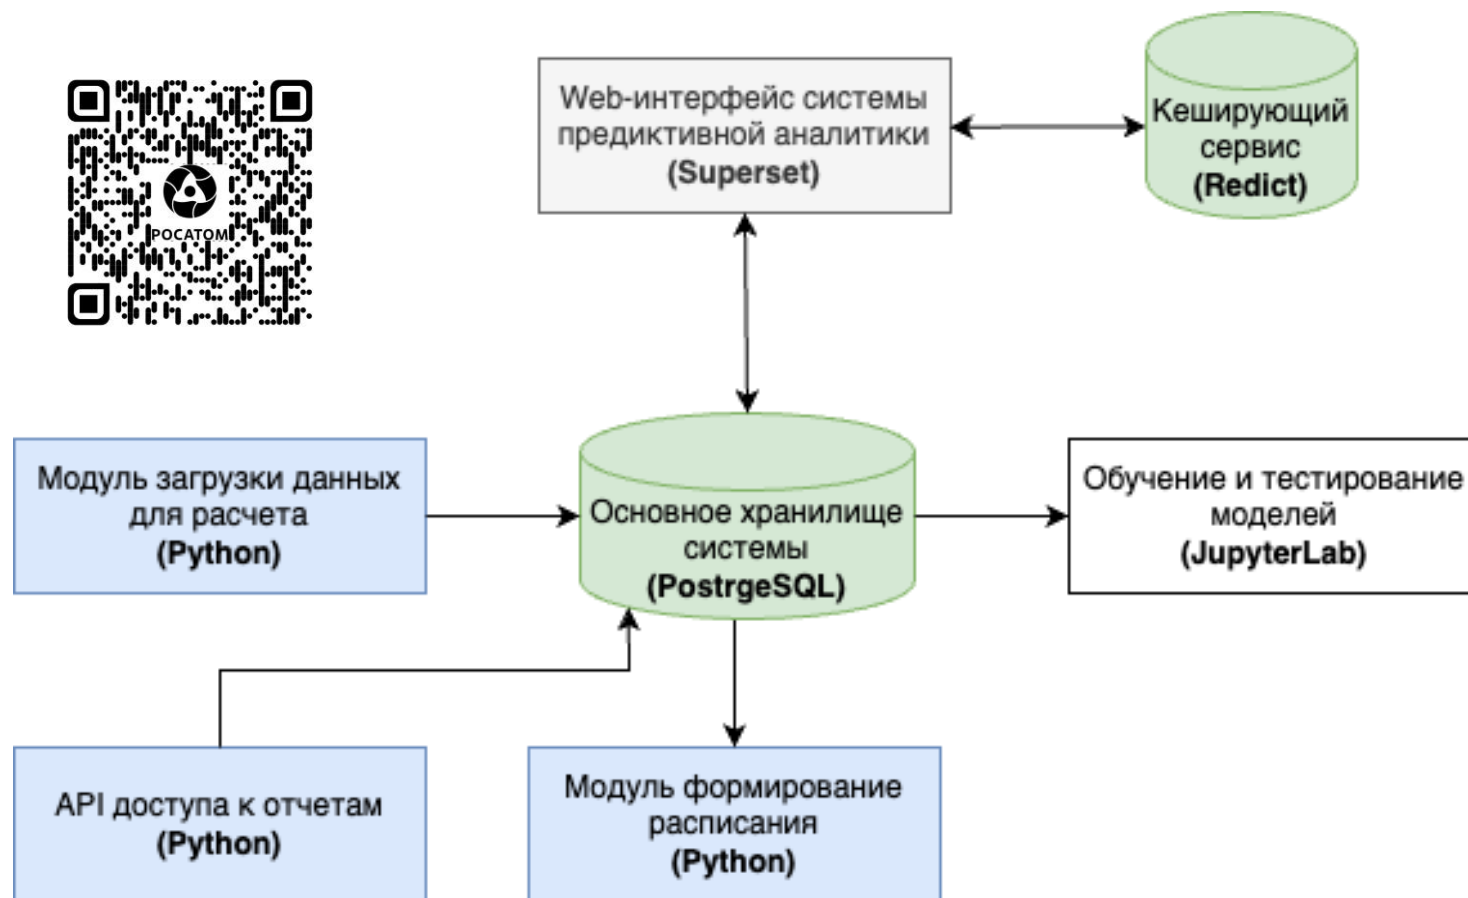 Web-интерфейс системы
предиктивной аналитики
(Superset)
Кеширующий
сервис
(Redict)
РОСАТОМ
Модуль загрузки данных
для расчета
(Python)
Основное хранилище
системы
(PostrgeSQL)
Обучение и тестирование
моделей
(JupyterLab)
API доступа к отчетам
(Python)
Модуль формирование
расписания
(Python)